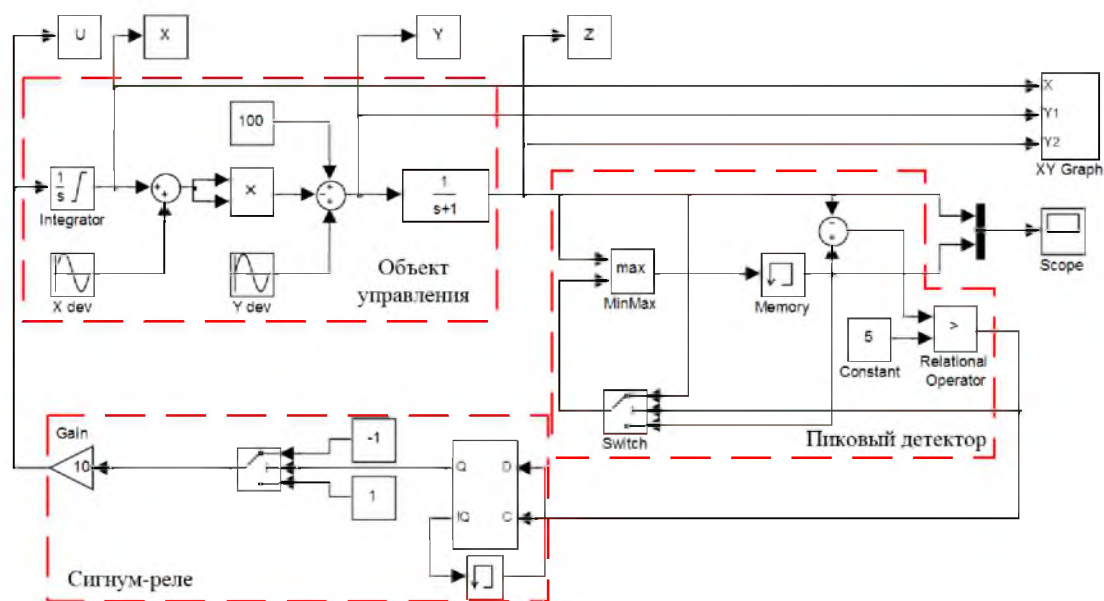 U
X
Y
Z
X
Y1
Y2
XY Graph
100
1
s
Integrator
+
+
×
+
-
+
1
s+1
X dev
Y dev
Объект
управления
max
MinMax
Memory
-
+
Scope
5
Constant
>
Relational
Operator
Switch
Пиковый детектор
Gain
10
-1
1
Q
D
!Q
C
Сигнум-реле